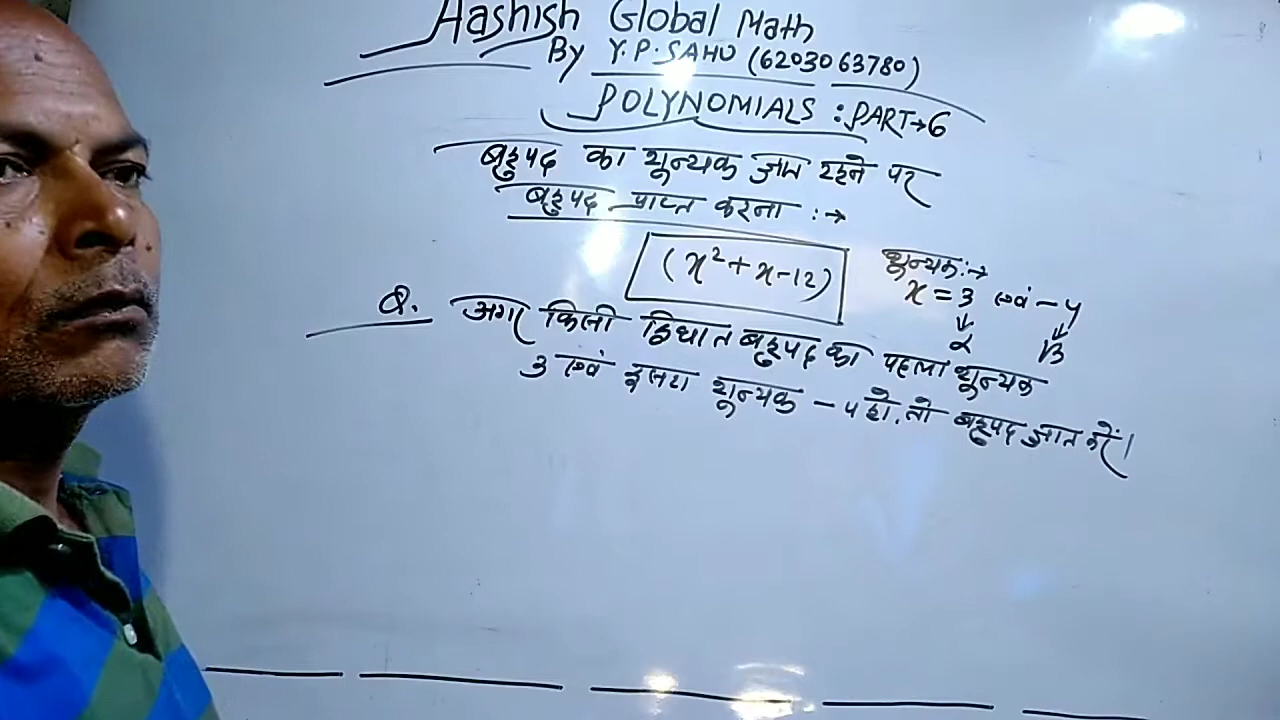 Aashish Global Math
By Y.P.SAHU (6203063780)
POLYNOMIALS : PART→6
बहुपद का शून्यक ज्ञात रहने पर
बहुपद प्राप्त करना :→
(x²+x-12)
शून्यक:→
x = 3 एवं -4
↓ ↓
α β
Q. अगर किसी द्विघात बहुपद का पहला शून्यक
3 एवं दूसरा शून्यक -4 हो, तो बहुपद ज्ञात करें।